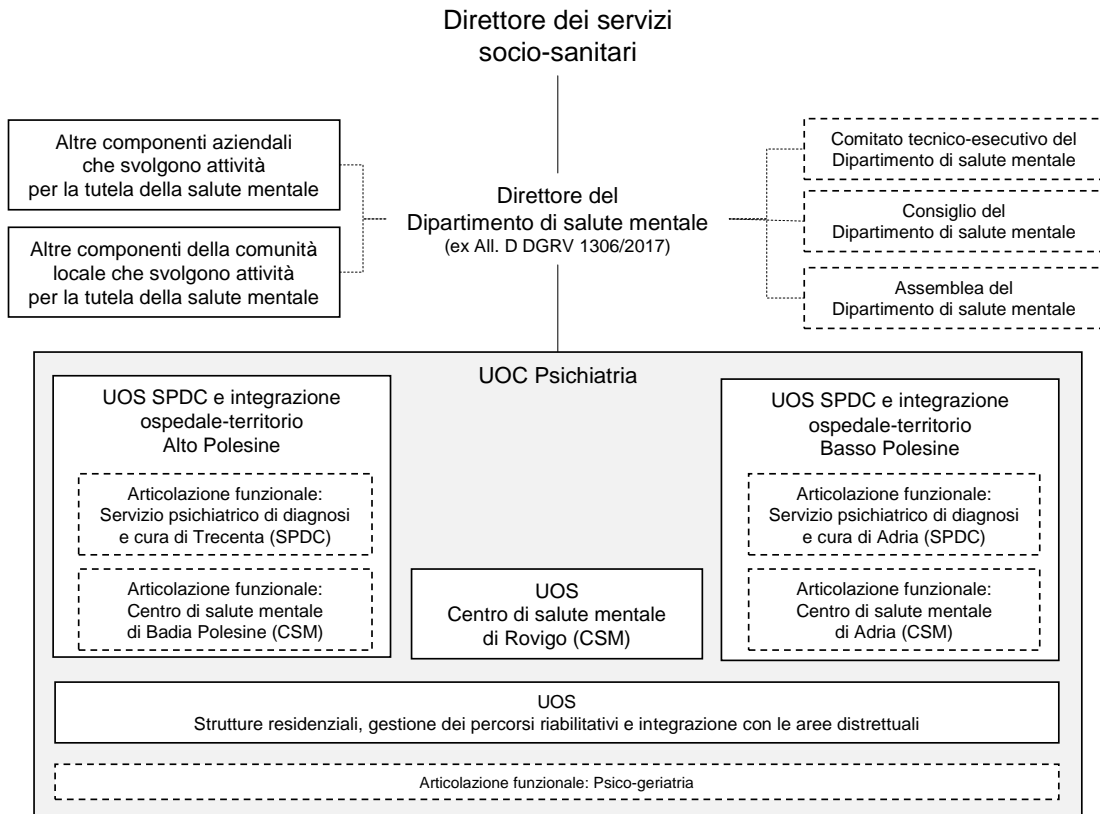 Direttore dei servizi
socio-sanitari
Altre componenti aziendali
che svolgono attività
per la tutela della salute mentale
Altre componenti della comunità
locale che svolgono attività
per la tutela della salute mentale
Direttore del
Dipartimento di salute mentale
(ex All. D DGRV 1306/2017)
Comitato tecnico-esecutivo del
Dipartimento di salute mentale
Consiglio del
Dipartimento di salute mentale
Assemblea del
Dipartimento di salute mentale
UOC Psichiatria
UOS SPDC e integrazione
ospedale-territorio
Alto Polesine
Articolazione funzionale:
Servizio psichiatrico di diagnosi
e cura di Trecenta (SPDC)
Articolazione funzionale:
Centro di salute mentale
di Badia Polesine (CSM)
UOS
Centro di salute mentale
di Rovigo (CSM)
UOS SPDC e integrazione
ospedale-territorio
Basso Polesine
Articolazione funzionale:
Servizio psichiatrico di diagnosi
e cura di Adria (SPDC)
Articolazione funzionale:
Centro di salute mentale
di Adria (CSM)
UOS
Strutture residenziali, gestione dei percorsi riabilitativi e integrazione con le aree distrettuali
Articolazione funzionale: Psico-geriatria